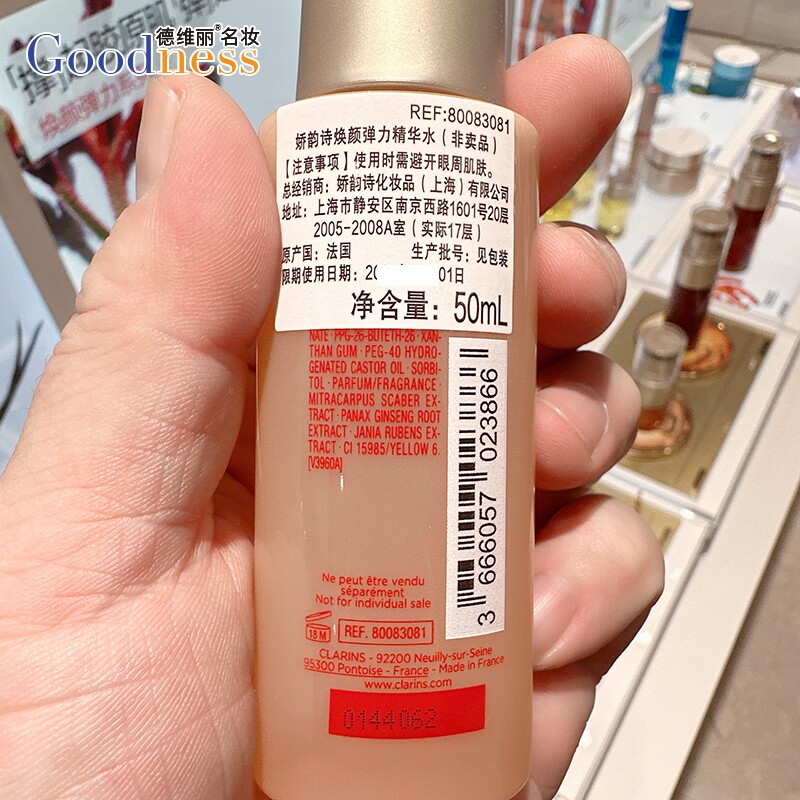 德维丽®名妆
Goodness
焕颜弹力
REF:80083081
娇韵诗焕颜弹力精华水（非卖品）
【注意事项】使用时需避开眼周肌肤。
总经销商：娇韵诗化妆品（上海）有限公司
地址：上海市静安区南京西路1601号20层
2005-2008A室（实际17层）
原产国：法国 生产批号：见包装
限期使用日期：20 01日
净含量：50mL
NATE·PPG-26-BUTETH-26·XAN-
THAN GUM·PEG-40 HYDRO-
GENATED CASTOR OIL·SORBI-
TOL·PARFUM/FRAGRANCE·
MITRACARPUS SCABER EX-
TRACT·PANAX GINSENG ROOT
EXTRACT·JANIA RUBENS EX-
TRACT·CI 15985/YELLOW 6.
[V3960A]
3 666057 023866
Ne peut être vendu
séparément
Not for individual sale
18 M
REF. 80083081
CLARINS - 92200 Neuilly-sur-Seine
95300 Pontoise - France - Made in France
www.clarins.com
0144062